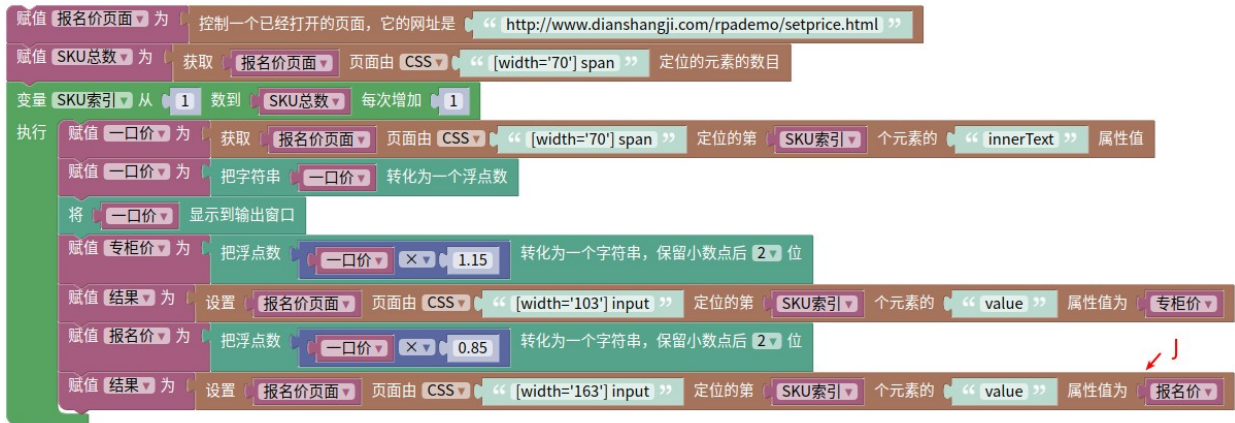 赋值 报名价页面 为 控制一个已经打开的页面，它的网址是 “ http://www.dianshangji.com/rpademo/setprice.html ”
赋值 SKU总数 为 获取 报名价页面 页面由 CSS “ [width='70'] span ” 定位的元素的数目
变量 SKU索引 从 1 数到 SKU总数 每次增加 1
执行 赋值 一口价 为 获取 报名价页面 页面由 CSS “ [width='70'] span ” 定位的第 SKU索引 个元素的 “ innerText ” 属性值
赋值 一口价 为 把字符串 一口价 转化为一个浮点数
将 一口价 显示到输出窗口
赋值 专柜价 为 把浮点数 一口价 × 1.15 转化为一个字符串，保留小数点后 2 位
赋值 结果 为 设置 报名价页面 页面由 CSS “ [width='103'] input ” 定位的第 SKU索引 个元素的 “ value ” 属性值为 专柜价
赋值 报名价 为 把浮点数 一口价 × 0.85 转化为一个字符串，保留小数点后 2 位
J
赋值 结果 为 设置 报名价页面 页面由 CSS “ [width='163'] input ” 定位的第 SKU索引 个元素的 “ value ” 属性值为 报名价